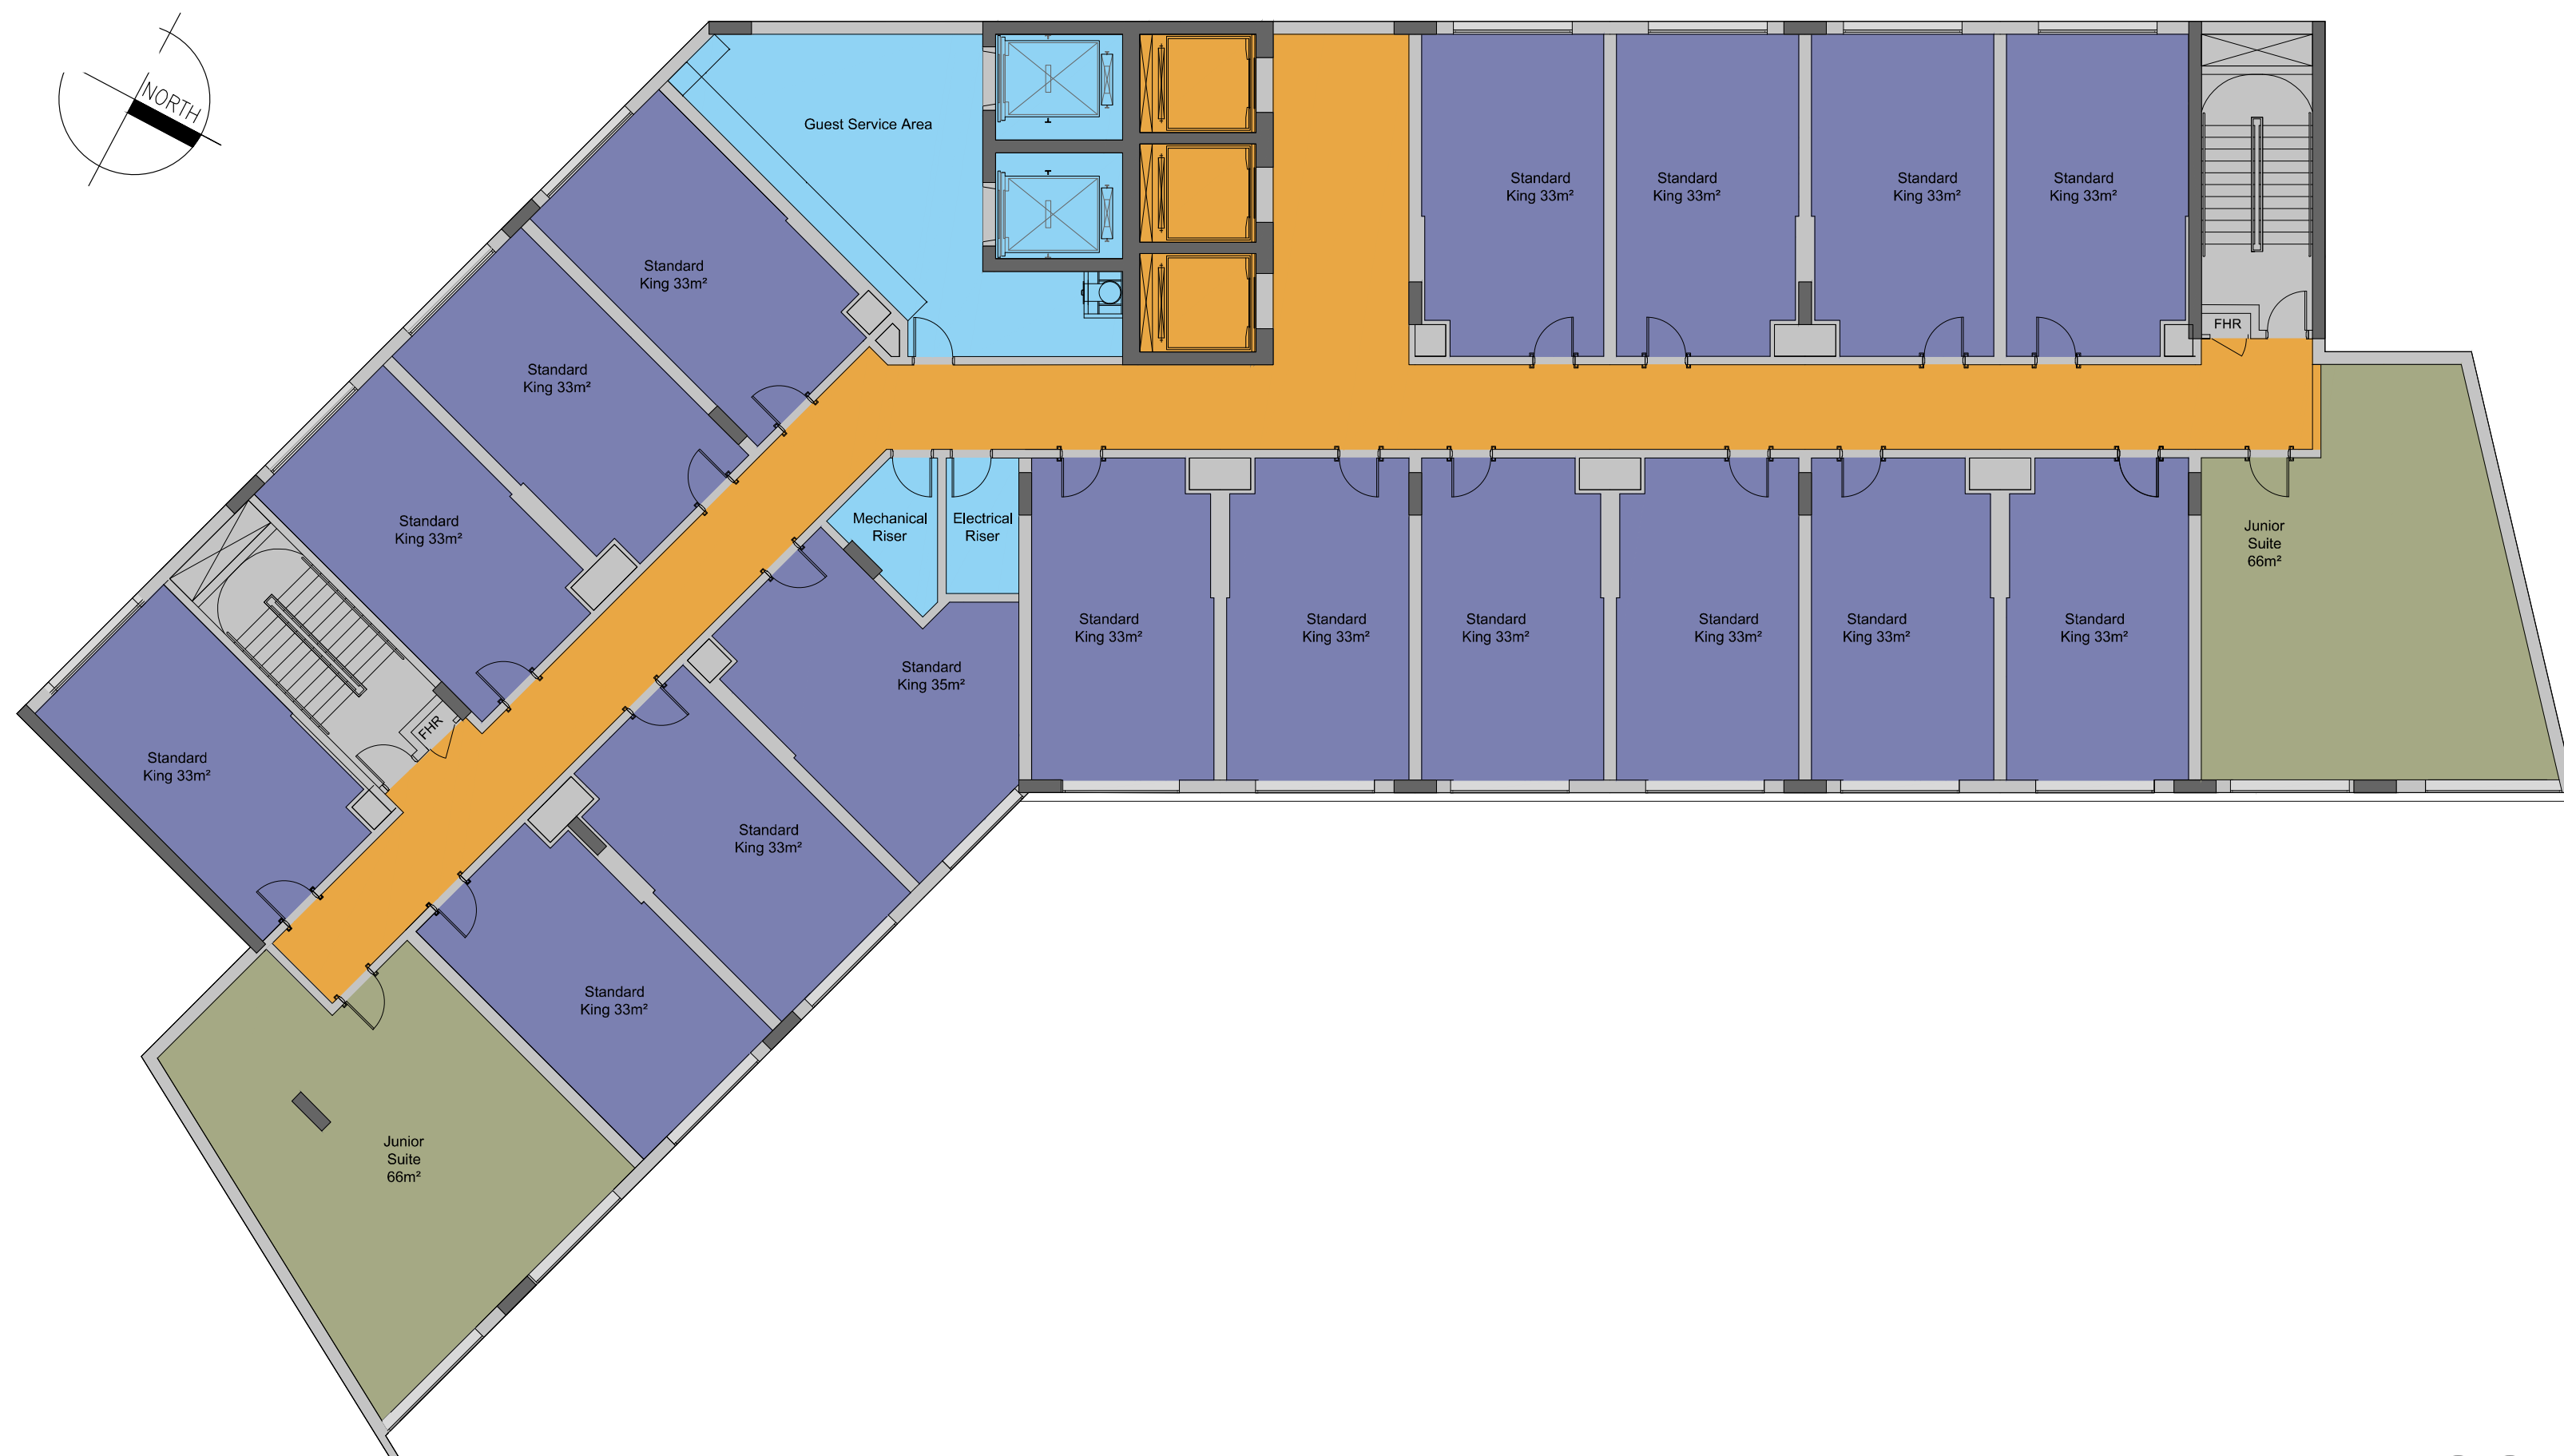 NORTH
Guest Service Area
Standard
King 33m²
Standard
King 33m²
Standard
King 33m²
Standard
King 33m²
Standard
King 33m²
Standard
King 33m²
Standard
King 33m²
FHR
Mechanical
Riser
Electrical
Riser
Junior
Suite
66m²
Standard
King 33m²
Standard
King 33m²
Standard
King 33m²
Standard
King 33m²
Standard
King 33m²
Standard
King 33m²
Standard
King 35m²
FHR
Standard
King 33m²
Standard
King 33m²
Standard
King 33m²
Junior
Suite
66m²